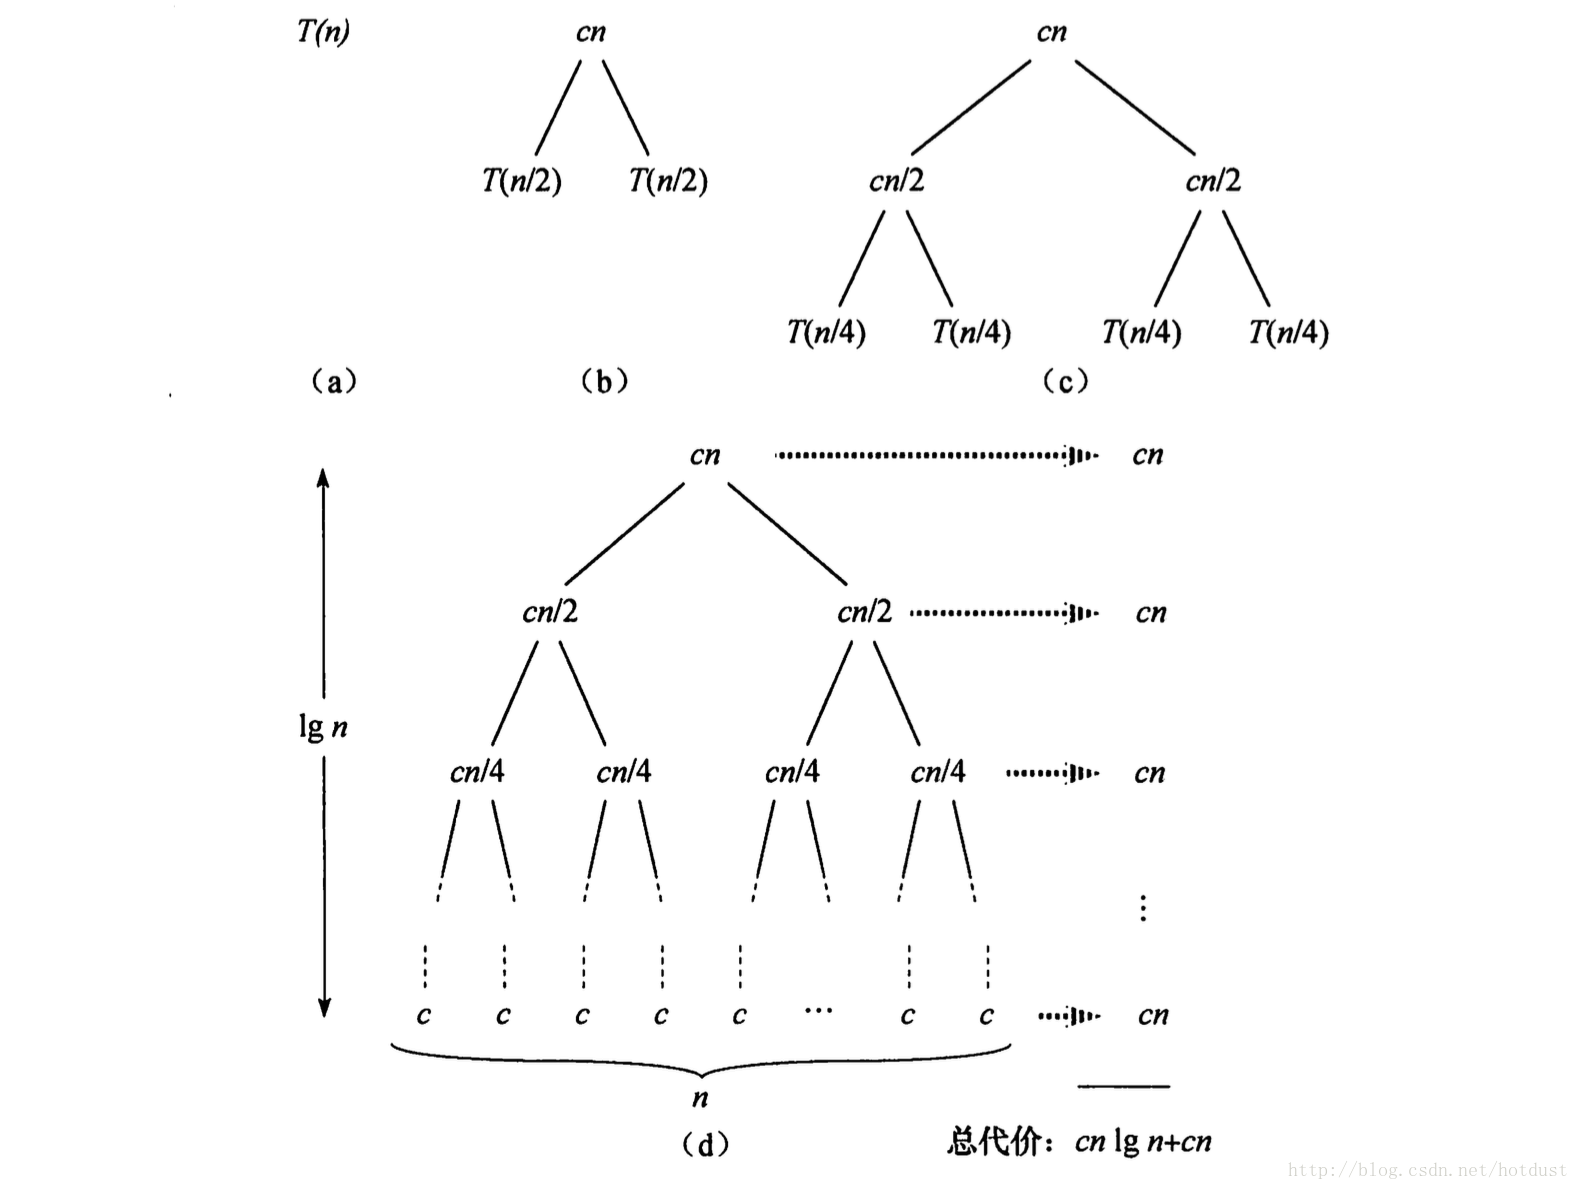 T(n) cn cn
T(n/2) T(n/2) cn/2 cn/2
T(n/4) T(n/4) T(n/4) T(n/4)
（a） （b） （c）
cn cn
cn/2 cn/2 cn
lg n
cn/4 cn/4 cn/4 cn/4 cn
⋮
c c c c c … c c cn
n
（d） 总代价：cn lg n+cn
http://blog.csdn.net/hotdust